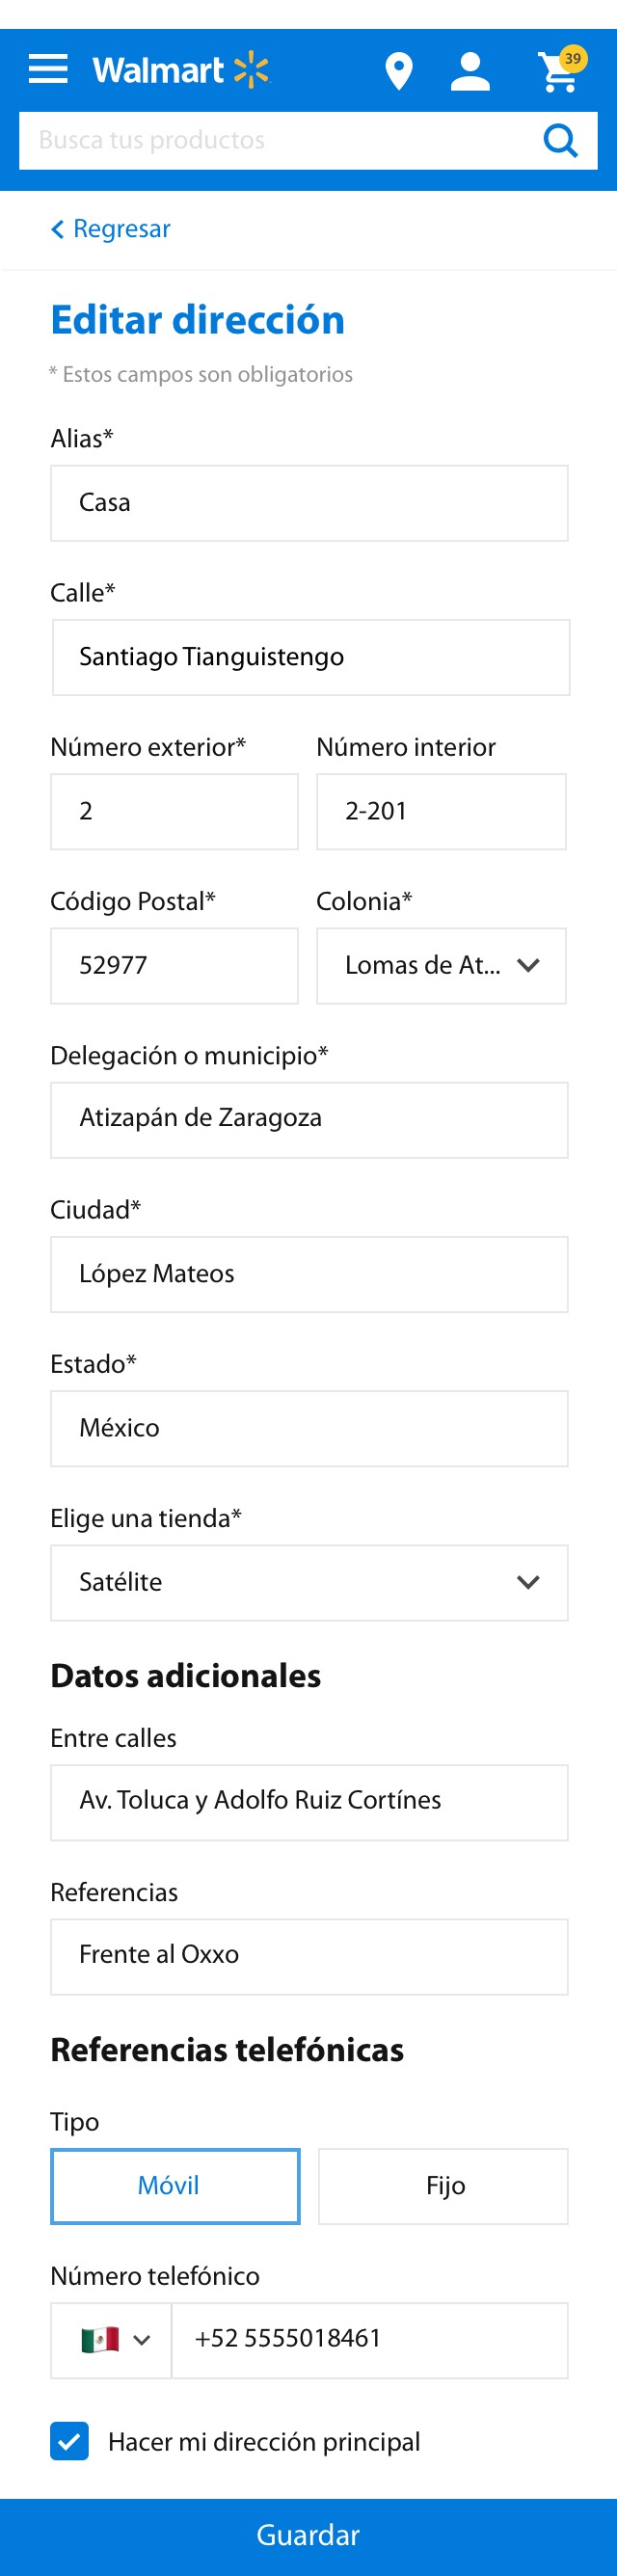 Walmart
39
Busca tus productos
Regresar
Editar dirección
* Estos campos son obligatorios
Alias*
Casa
Calle*
Santiago Tianguistengo
Número exterior* Número interior
2 2-201
Código Postal* Colonia*
52977 Lomas de At...
Delegación o municipio*
Atizapán de Zaragoza
Ciudad*
López Mateos
Estado*
México
Elige una tienda*
Satélite
Datos adicionales
Entre calles
Av. Toluca y Adolfo Ruiz Cortínes
Referencias
Frente al Oxxo
Referencias telefónicas
Tipo
Móvil Fijo
Número telefónico
+52 5555018461
Hacer mi dirección principal
Guardar